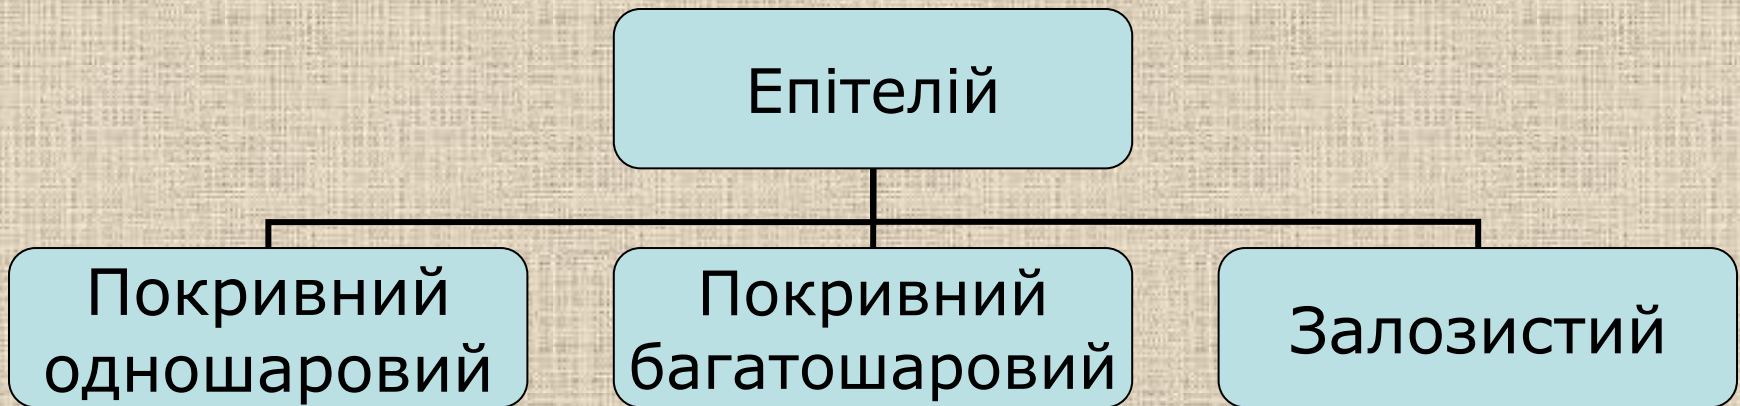 Епітелій
Покривний
одношаровий
Покривний
багатошаровий
Залозистий